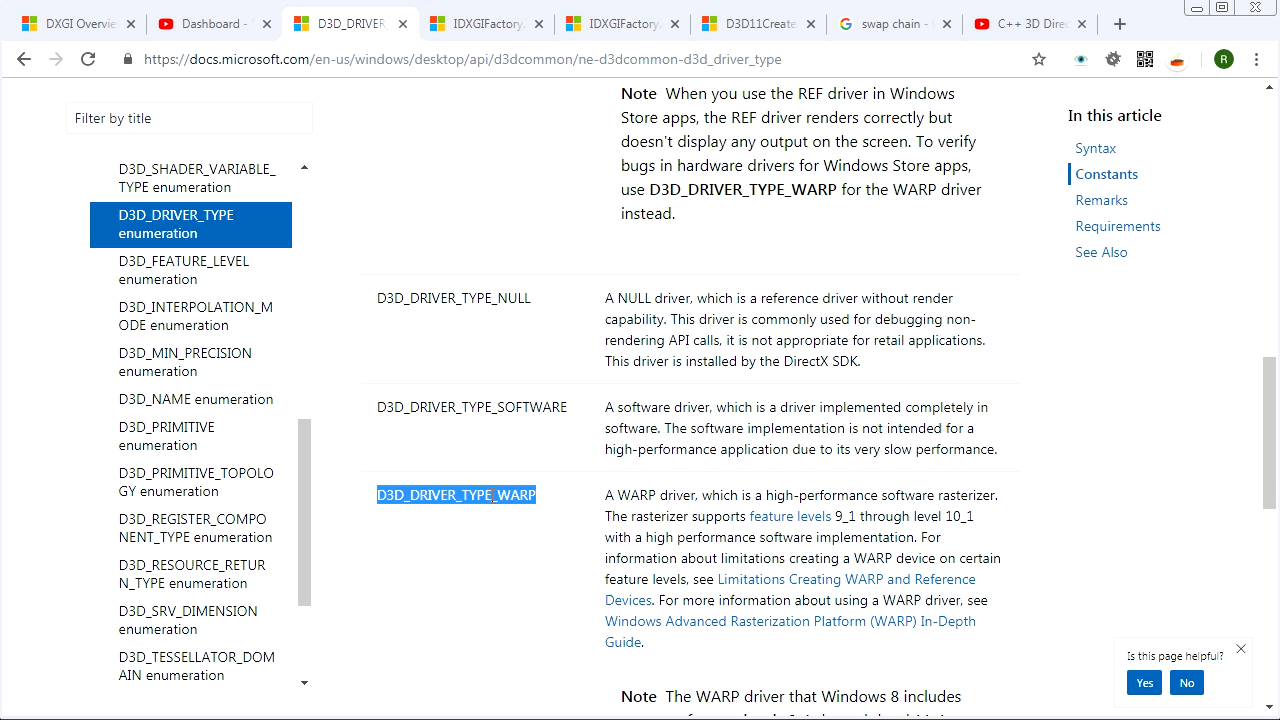 DXGI Overvie
Dashboard -
D3D_DRIVER_
IDXGIFactory
IDXGIFactory
D3D11Create
swap chain -
C++ 3D Direc
https://docs.microsoft.com/en-us/windows/desktop/api/d3dcommon/ne-d3dcommon-d3d_driver_type
R
Filter by title
D3D_SHADER_VARIABLE_
TYPE enumeration
D3D_DRIVER_TYPE
enumeration
D3D_FEATURE_LEVEL
enumeration
D3D_INTERPOLATION_M
ODE enumeration
D3D_MIN_PRECISION
enumeration
D3D_NAME enumeration
D3D_PRIMITIVE
enumeration
D3D_PRIMITIVE_TOPOLO
GY enumeration
D3D_REGISTER_COMPO
NENT_TYPE enumeration
D3D_RESOURCE_RETUR
N_TYPE enumeration
D3D_SRV_DIMENSION
enumeration
D3D_TESSELLATOR_DOM
AIN enumeration
Note When you use the REF driver in Windows
Store apps, the REF driver renders correctly but
doesn't display any output on the screen. To verify
bugs in hardware drivers for Windows Store apps,
use D3D_DRIVER_TYPE_WARP for the WARP driver
instead.
D3D_DRIVER_TYPE_NULL
A NULL driver, which is a reference driver without render
capability. This driver is commonly used for debugging non-
rendering API calls, it is not appropriate for retail applications.
This driver is installed by the DirectX SDK.
D3D_DRIVER_TYPE_SOFTWARE
A software driver, which is a driver implemented completely in
software. The software implementation is not intended for a
high-performance application due to its very slow performance.
D3D_DRIVER_TYPE_WARP
A WARP driver, which is a high-performance software rasterizer.
The rasterizer supports feature levels 9_1 through level 10_1
with a high performance software implementation. For
information about limitations creating a WARP device on certain
feature levels, see Limitations Creating WARP and Reference
Devices. For more information about using a WARP driver, see
Windows Advanced Rasterization Platform (WARP) In-Depth
Guide.
Note The WARP driver that Windows 8 includes
In this article
Syntax
Constants
Remarks
Requirements
See Also
Is this page helpful?
Yes
No